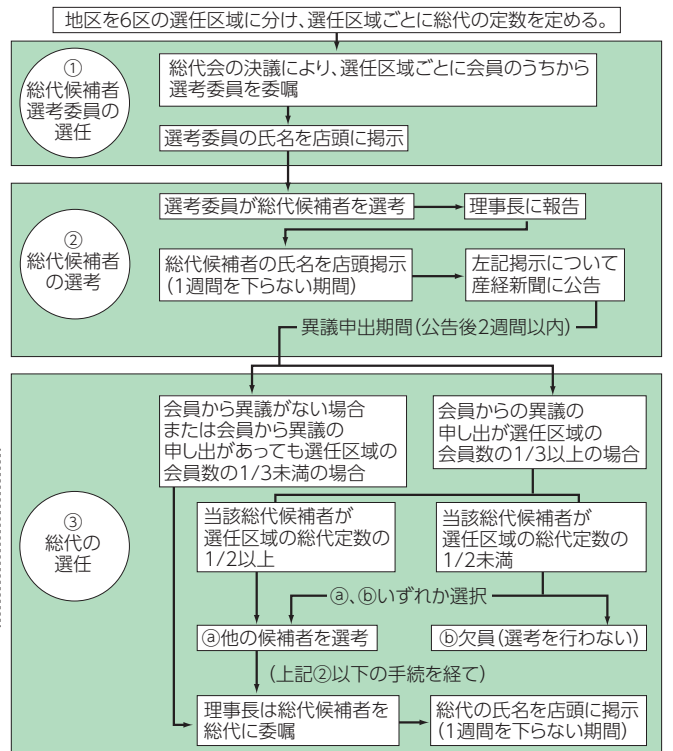 地区を6区の選任区域に分け、選任区域ごとに総代の定数を定める。
①
総代候補者
選考委員の
選任
総代会の決議により、選任区域ごとに会員のうちから
選考委員を委嘱
選考委員の氏名を店頭に掲示
②
総代候補者
の選考
選考委員が総代候補者を選考
理事長に報告
総代候補者の氏名を店頭掲示
(1週間を下らない期間)
左記掲示について
産経新聞に公告
異議申出期間(公告後2週間以内)
③
総代の
選任
会員から異議がない場合
または会員から異議の
申し出があっても選任区域の
会員数の1/3未満の場合
会員からの異議の
申し出が選任区域の
会員数の1/3以上の場合
当該総代候補者が
選任区域の総代定数の
1/2以上
当該総代候補者が
選任区域の総代定数の
1/2未満
ⓐ、ⓑいずれか選択
ⓐ他の候補者を選考
ⓑ欠員(選考を行わない)
(上記②以下の手続を経て)
理事長は総代候補者を
総代に委嘱
総代の氏名を店頭に掲示
(1週間を下らない期間)